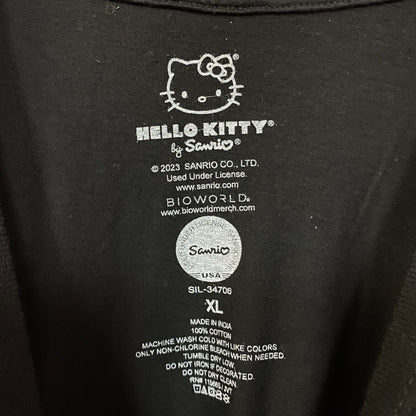 HELLO KITTY®
by Sanrio®
© 2023 SANRIO CO., LTD.
Used Under License.
www.sanrio.com
BIOWORLD®
www.bioworldmerch.com
Sanrio
USA
SIL-34706
XL
MADE IN INDIA
100% COTTON
MACHINE WASH COLD WITH LIKE COLORS
ONLY NON-CHLORINE BLEACH WHEN NEEDED.
TUMBLE DRY LOW.
DO NOT IRON IF DECORATED.
DO NOT DRY CLEAN.